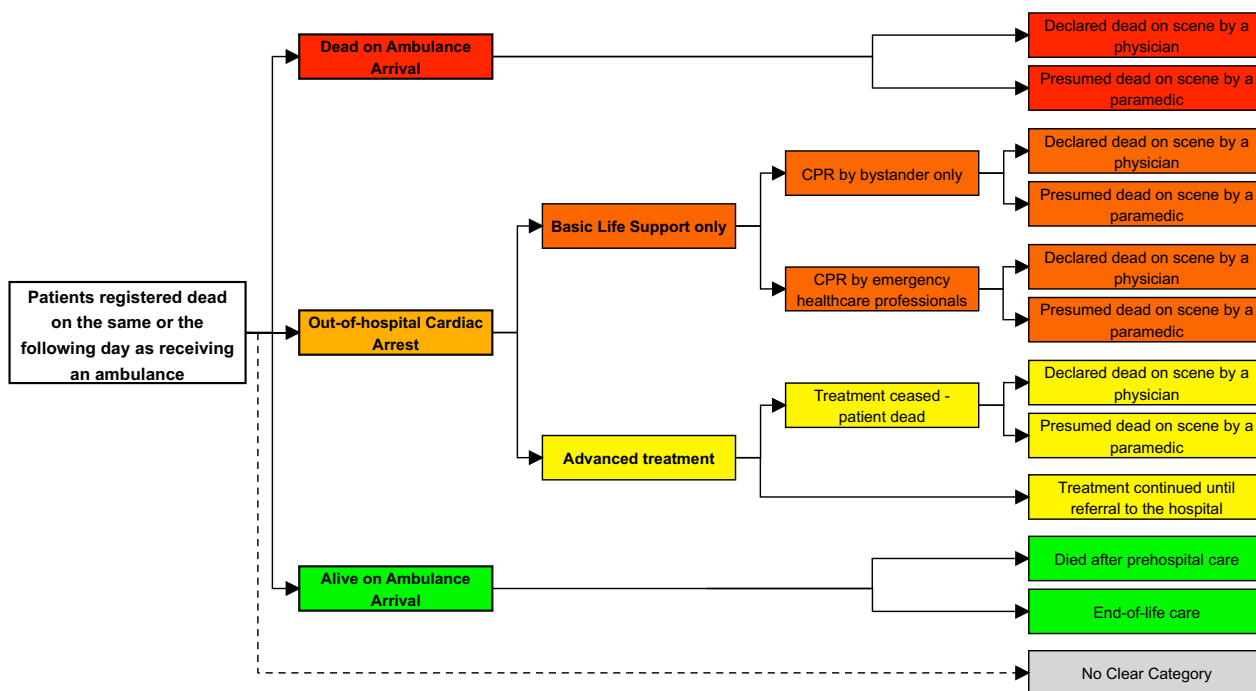 Patients registered dead
on the same or the
following day as receiving
an ambulance
Dead on Ambulance
Arrival
Declared dead on scene by a
physician
Presumed dead on scene by a
paramedic
Out-of-hospital Cardiac
Arrest
Basic Life Support only
CPR by bystander only
Declared dead on scene by a
physician
Presumed dead on scene by a
paramedic
CPR by emergency
healthcare professionals
Declared dead on scene by a
physician
Presumed dead on scene by a
paramedic
Advanced treatment
Treatment ceased -
patient dead
Declared dead on scene by a
physician
Presumed dead on scene by a
paramedic
Treatment continued until
referral to the hospital
Alive on Ambulance
Arrival
Died after prehospital care
End-of-life care
No Clear Category